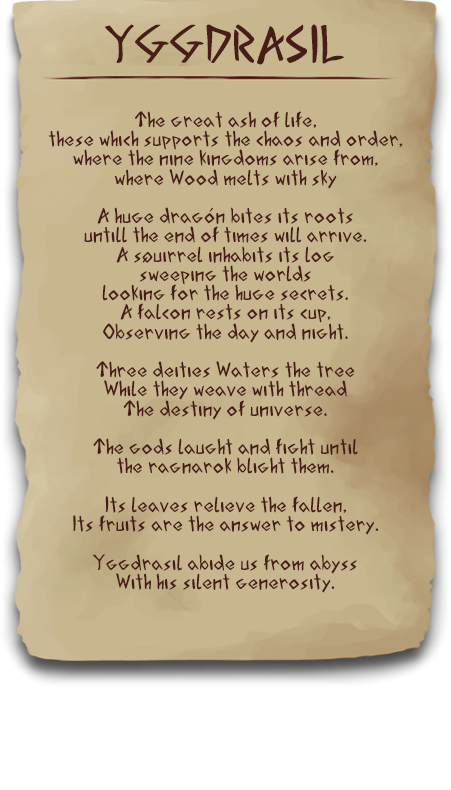 YGGDRASIL
The great ash of life,
these which supports the chaos and order,
where the nine kingdoms arise from,
where Wood melts with sky
A huge dragón bites its roots
untill the end of times will arrive.
A squirrel inhabits its log
sweeping the worlds
looking for the huge secrets.
A falcon rests on its cup,
Observing the day and night.
Three deities Waters the tree
While they weave with thread
The destiny of universe.
The gods laught and fight until
the ragnarok blight them.
Its leaves relieve the fallen,
Its fruits are the answer to mistery.
Yggdrasil abide us from abyss
With his silent generosity.